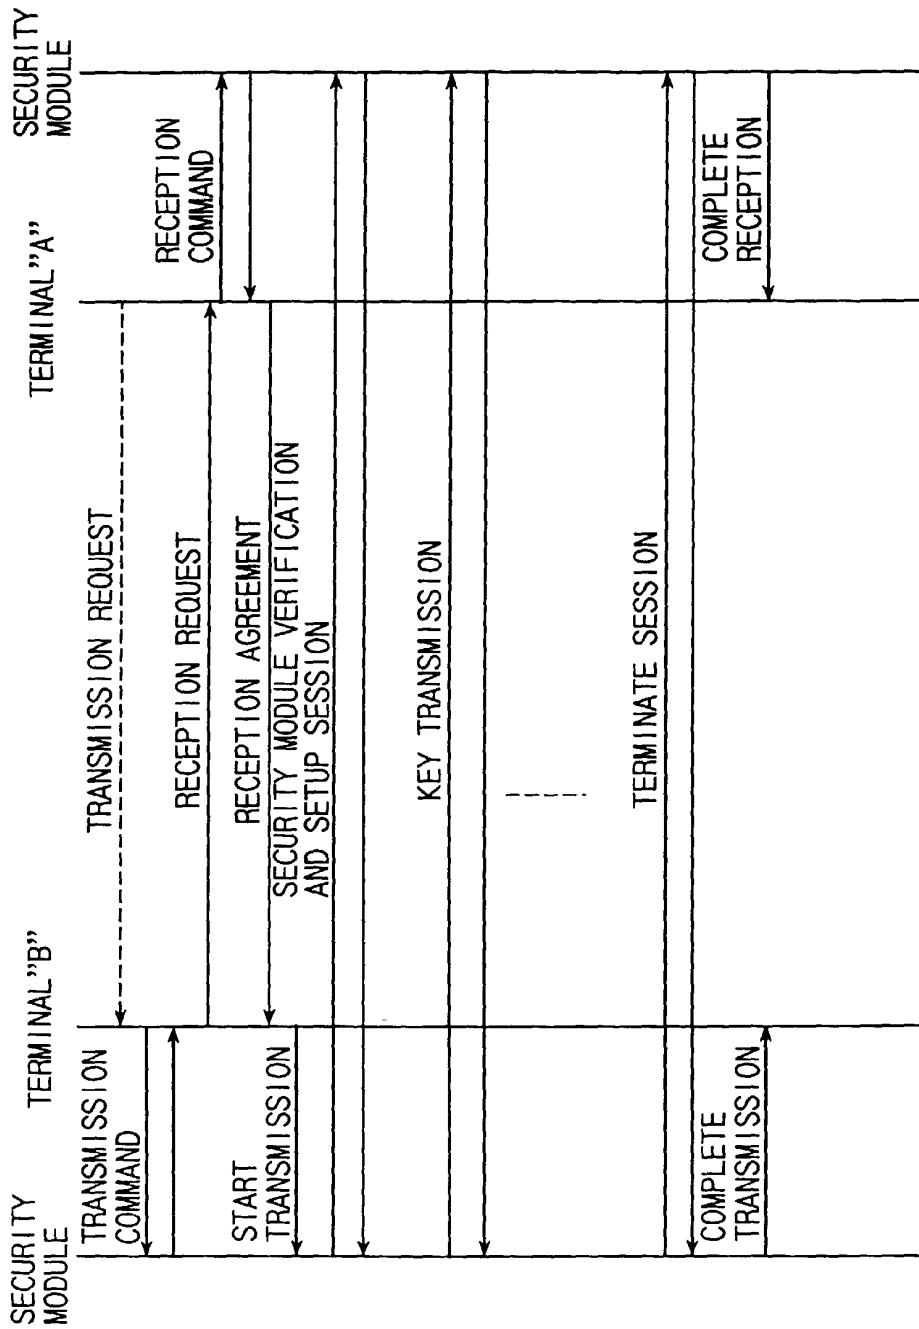 SECURITY
MODULE
TERMINAL"B"
TERMINAL"A"
SECURITY
MODULE
TRANSMISSION REQUEST
TRANSMISSION
COMMAND
RECEPTION REQUEST
RECEPTION
COMMAND
RECEPTION AGREEMENT
START
TRANSMISSION
SECURITY MODULE VERIFICATION
AND SETUP SESSION
KEY TRANSMISSION
TERMINATE SESSION
COMPLETE
TRANSMISSION
COMPLETE
RECEPTION